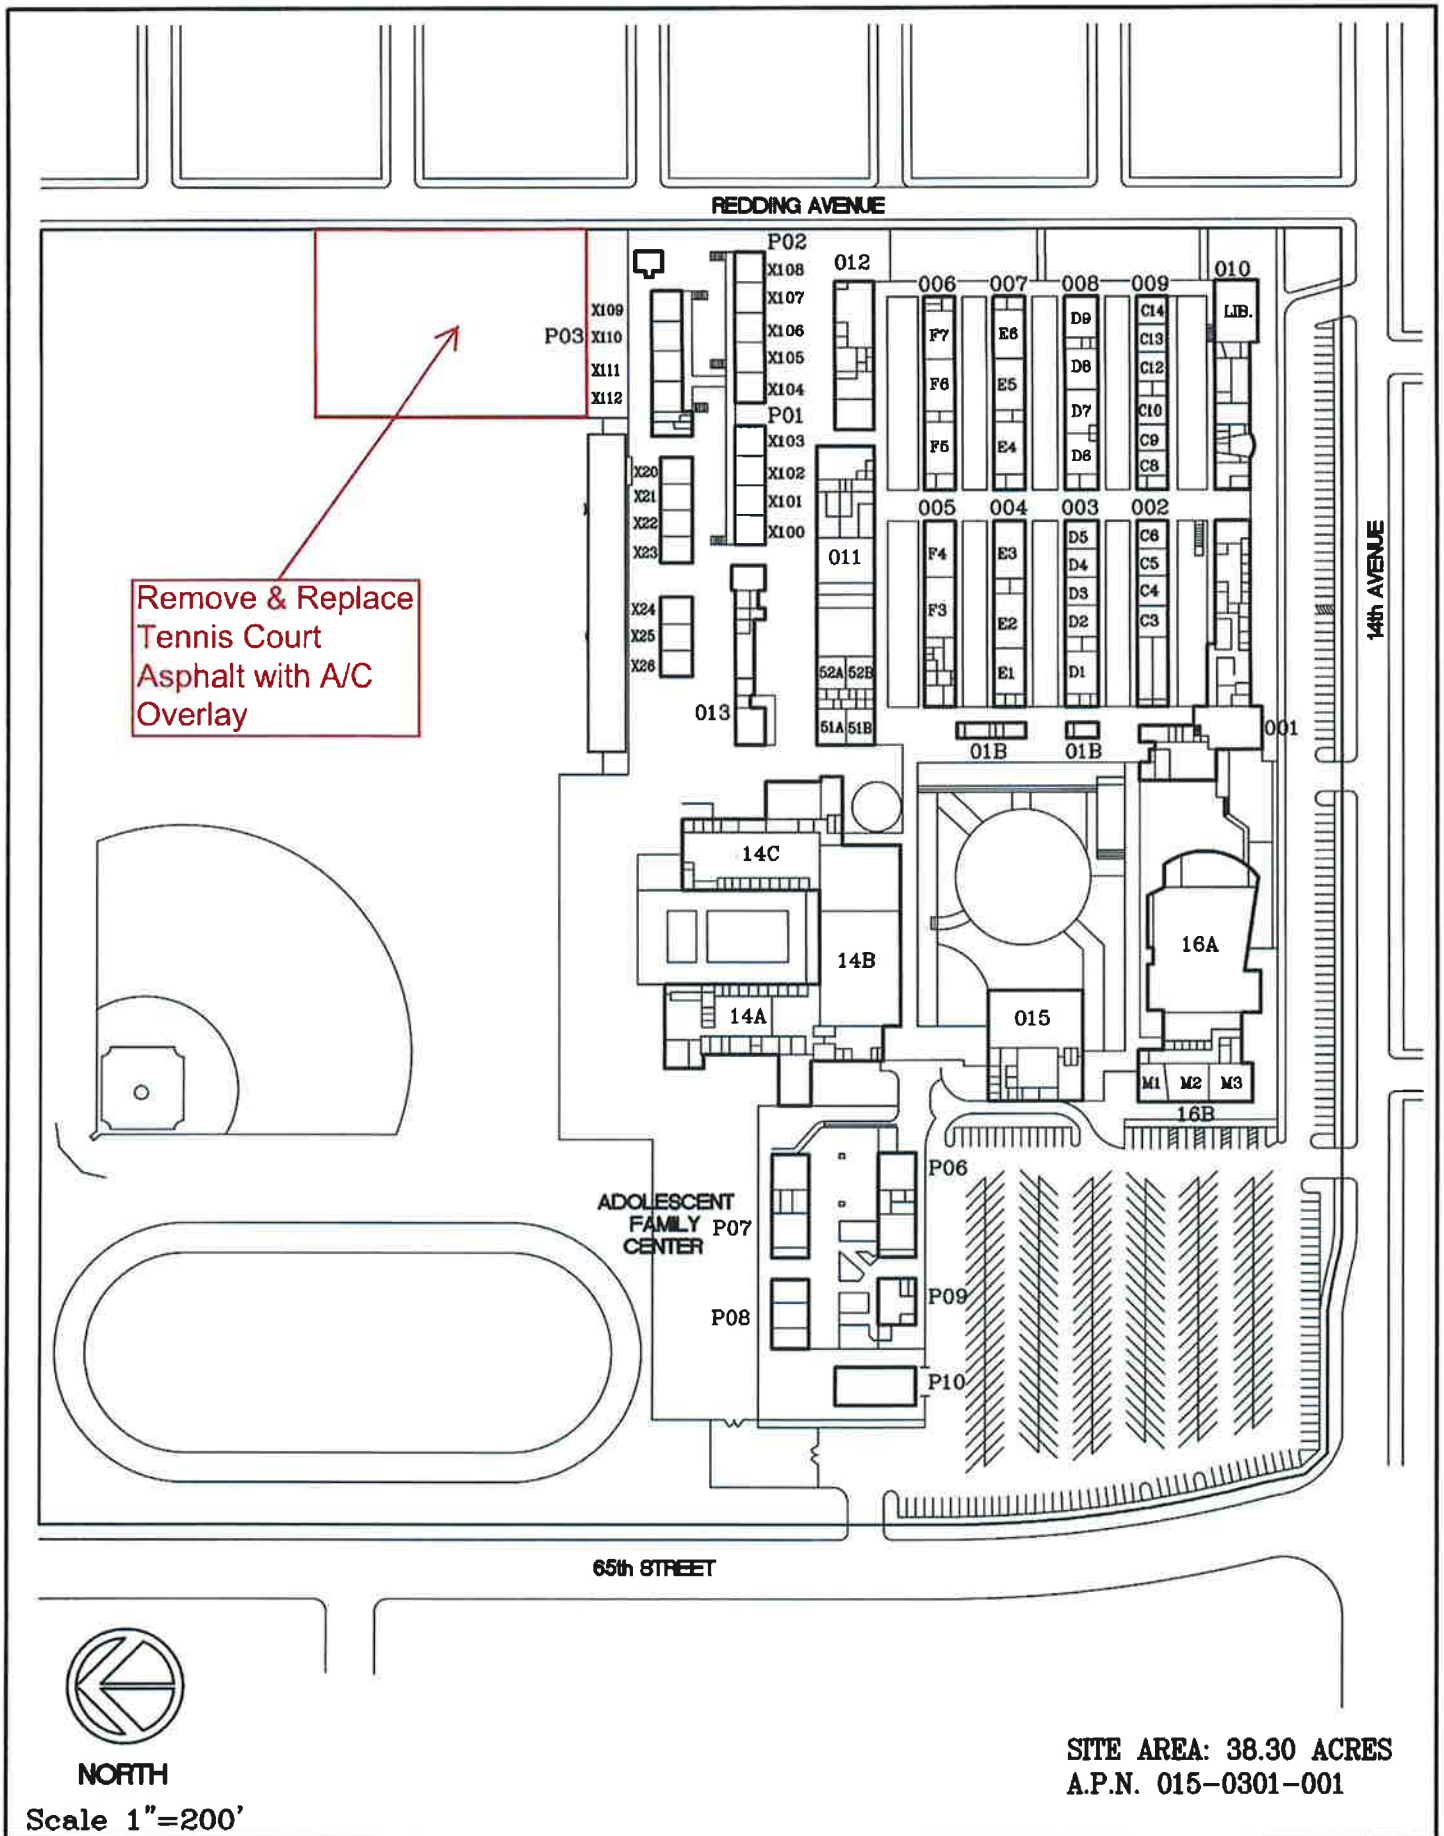 REDDING AVENUE
P02
X108
X107
X106
X105
X104
P01
X103
X102
X101
X100
X109
P03 X110
X111
X112
X20
X21
X22
X23
X24
X25
X26
012
006 007 008 009 010
F7
F6
F5
E6
E5
E4
D9
D8
D7
D6
C14
C13
C12
C10
C9
C8
LIB.
011
005 004 003 002
F4
F3
E3
E2
E1
D5
D4
D3
D2
D1
C6
C5
C4
C3
14th AVENUE
Remove & Replace
Tennis Court
Asphalt with A/C
Overlay
013
52A 52B
51A 51B
01B 01B
001
14C
14B
14A
16A
015
M1 M2 M3
16B
ADOLESCENT
FAMILY
CENTER
P06
P07
P09
P08
P10
65th STREET
NORTH
Scale 1"=200'
SITE AREA: 38.30 ACRES
A.P.N. 015-0301-001